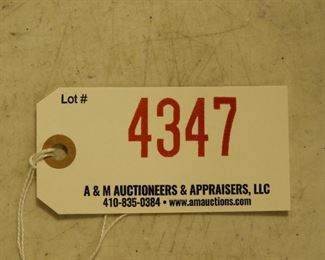 Lot #
4347
A & M AUCTIONEERS & APPRAISERS, LLC
410-835-0384 • www.amauctions.com